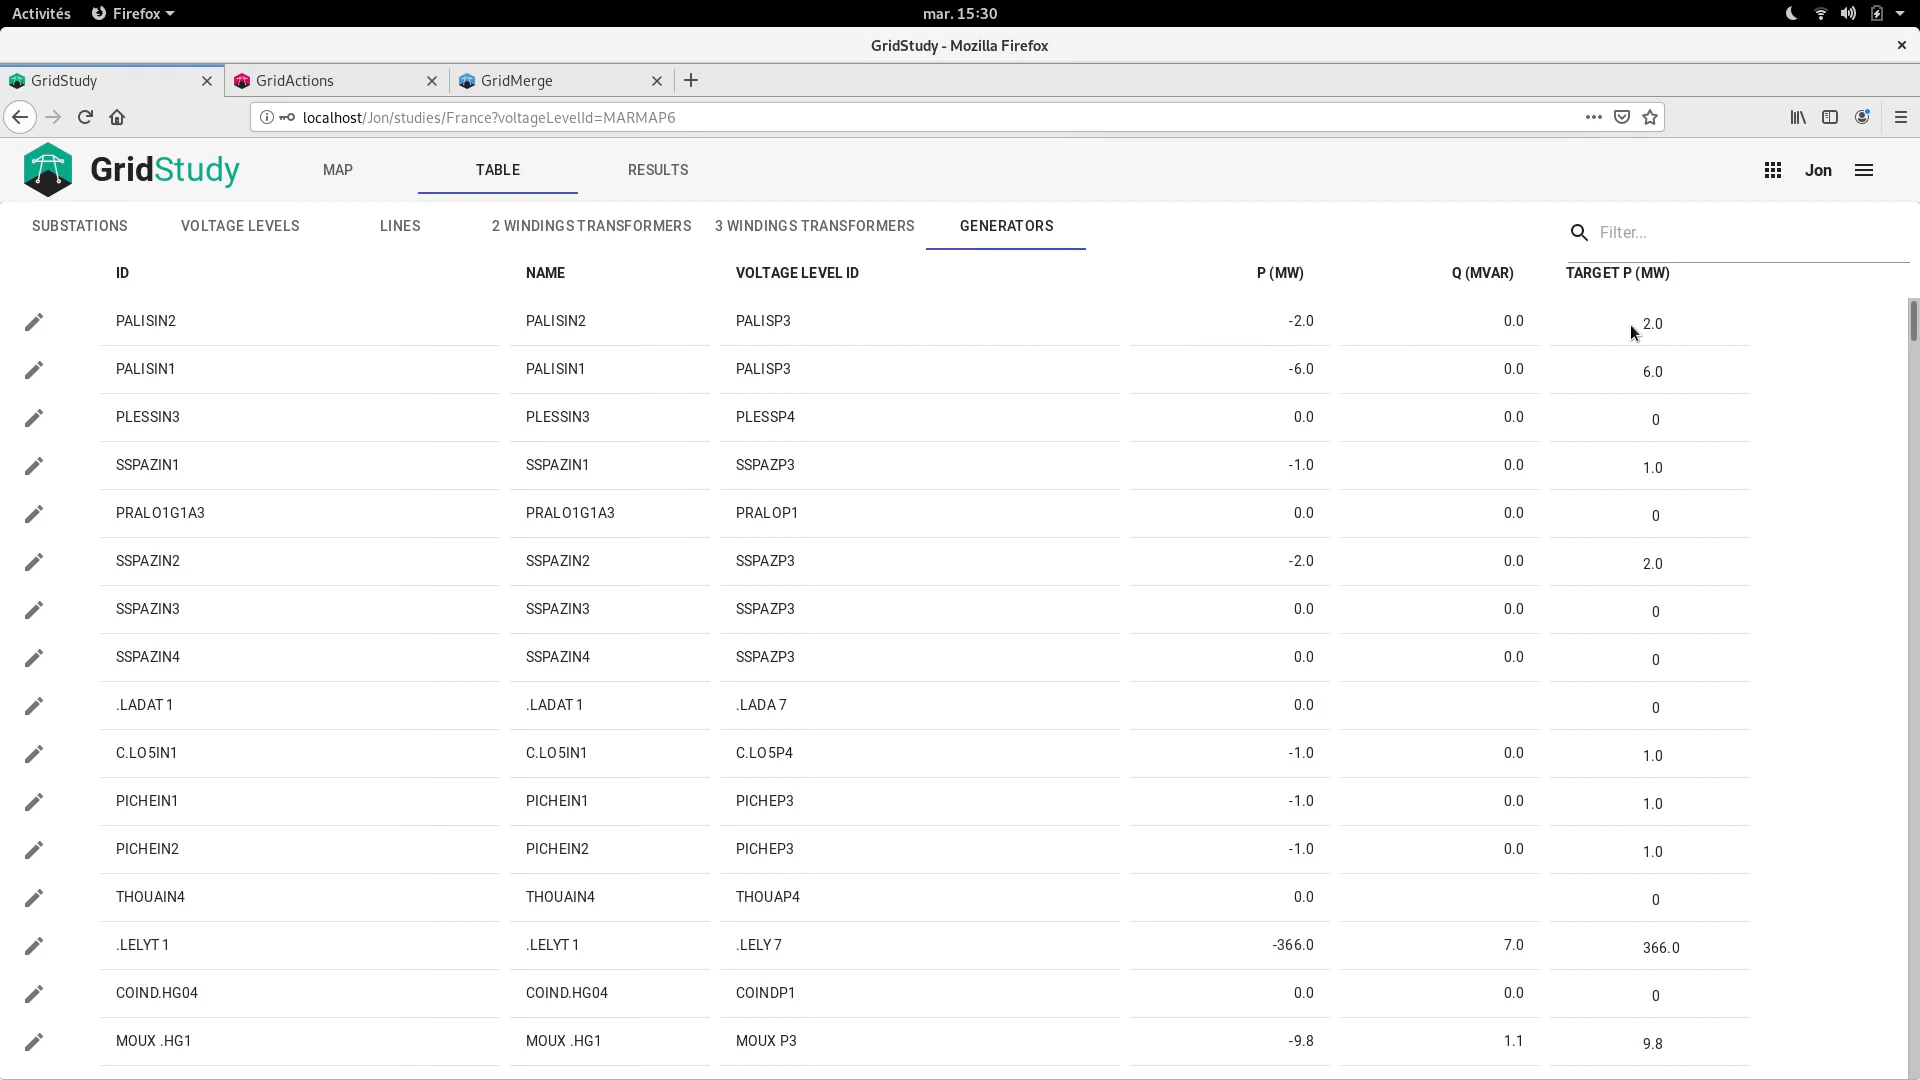 Activités Firefox mar. 15:30
GridStudy - Mozilla Firefox
GridStudy GridActions GridMerge
localhost/Jon/studies/France?voltageLevelId=MARMAP6
GridStudy MAP TABLE RESULTS Jon
SUBSTATIONS VOLTAGE LEVELS LINES 2 WINDINGS TRANSFORMERS 3 WINDINGS TRANSFORMERS GENERATORS Filter...
ID NAME VOLTAGE LEVEL ID P (MW) Q (MVAR) TARGET P (MW)
PALISIN2 PALISIN2 PALISP3 -2.0 0.0 2.0
PALISIN1 PALISIN1 PALISP3 -6.0 0.0 6.0
PLESSIN3 PLESSIN3 PLESSP4 0.0 0.0 0
SSPAZIN1 SSPAZIN1 SSPAZP3 -1.0 0.0 1.0
PRALO1G1A3 PRALO1G1A3 PRALOP1 0.0 0.0 0
SSPAZIN2 SSPAZIN2 SSPAZP3 -2.0 0.0 2.0
SSPAZIN3 SSPAZIN3 SSPAZP3 0.0 0.0 0
SSPAZIN4 SSPAZIN4 SSPAZP3 0.0 0.0 0
.LADAT 1 .LADAT 1 .LADA 7 0.0 0
C.LO5IN1 C.LO5IN1 C.LO5P4 -1.0 0.0 1.0
PICHEIN1 PICHEIN1 PICHEP3 -1.0 0.0 1.0
PICHEIN2 PICHEIN2 PICHEP3 -1.0 0.0 1.0
THOUAIN4 THOUAIN4 THOUAP4 0.0 0
.LELYT 1 .LELYT 1 .LELY 7 -366.0 7.0 366.0
COIND.HG04 COIND.HG04 COINDP1 0.0 0.0 0
MOUX .HG1 MOUX .HG1 MOUX P3 -9.8 1.1 9.8